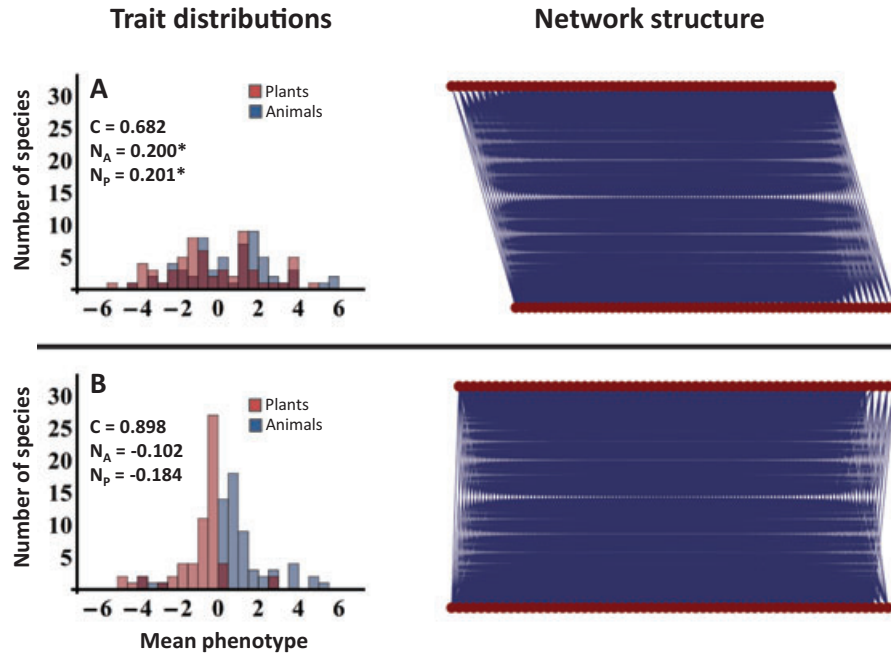 Trait distributions
Network structure
A
Plants
Animals
C = 0.682
N_A = 0.200*
N_P = 0.201*
Number of species
30
25
20
15
10
5
−6 −4 −2 0 2 4 6
B
Plants
Animals
C = 0.898
N_A = -0.102
N_P = -0.184
Number of species
30
25
20
15
10
5
−6 −4 −2 0 2 4 6
Mean phenotype